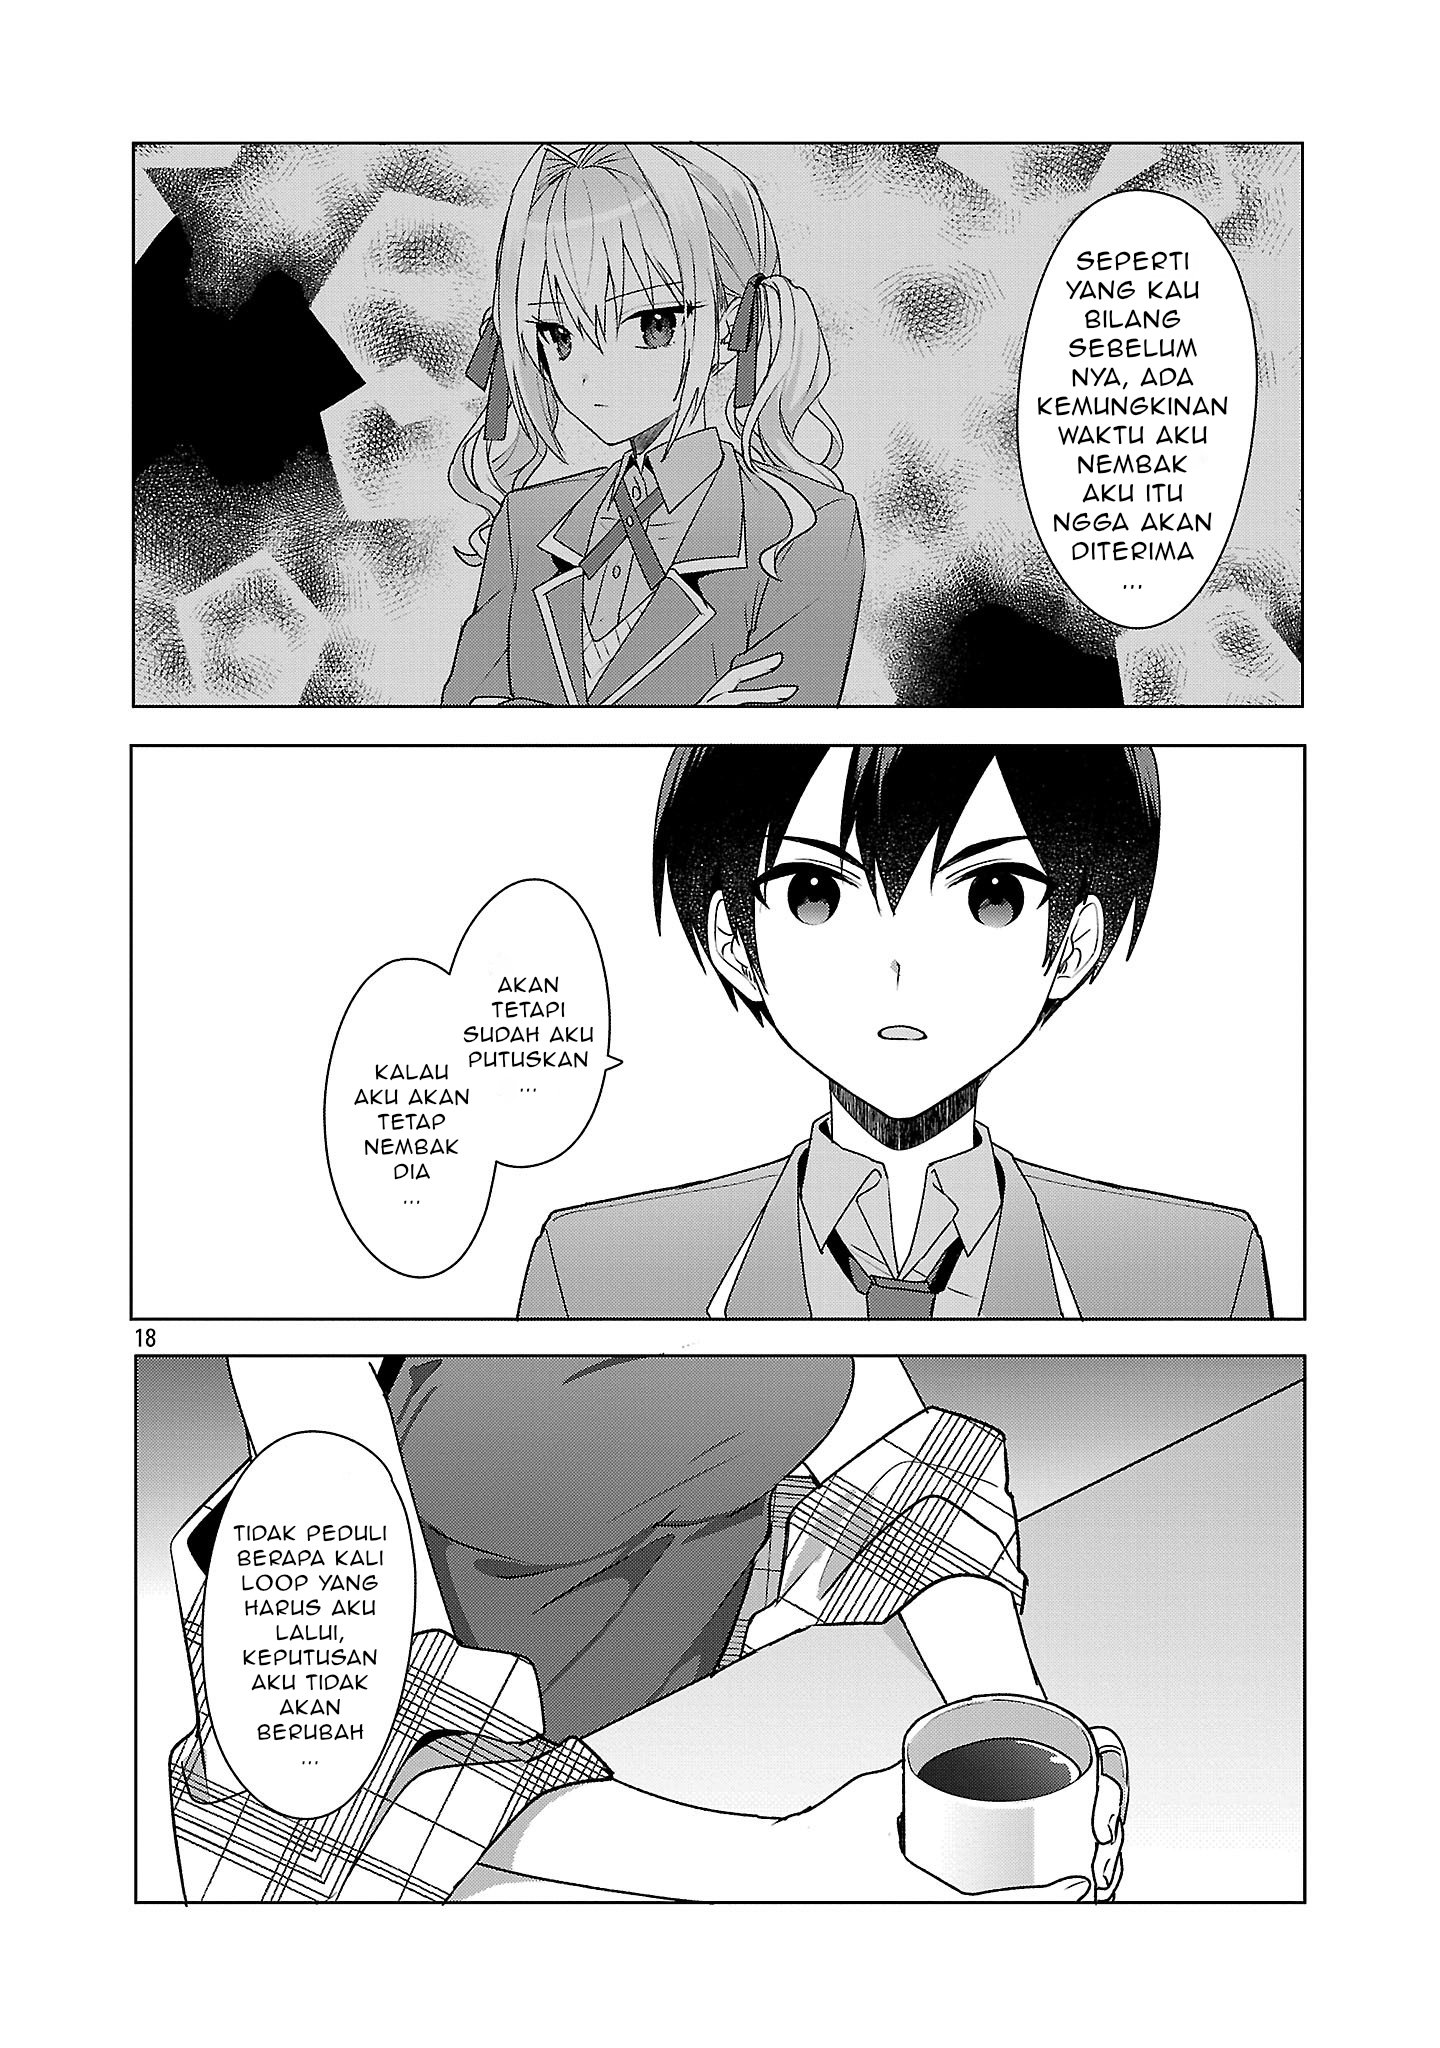 SEPERTI
YANG KAU
BILANG
SEBELUM
NYA, ADA
KEMUNGKINAN
WAKTU AKU
NEMBAK
AKU ITU
NGGA AKAN
DITERIMA
...
AKAN
TETAPI
SUDAH AKU
PUTUSKAN
...
KALAU
AKU AKAN
TETAP
NEMBAK
DIA
...
18
TIDAK PEDULI
BERAPA KALI
LOOP YANG
HARUS AKU
LALUI,
KEPUTUSAN
AKU TIDAK
AKAN
BERUBAH
...